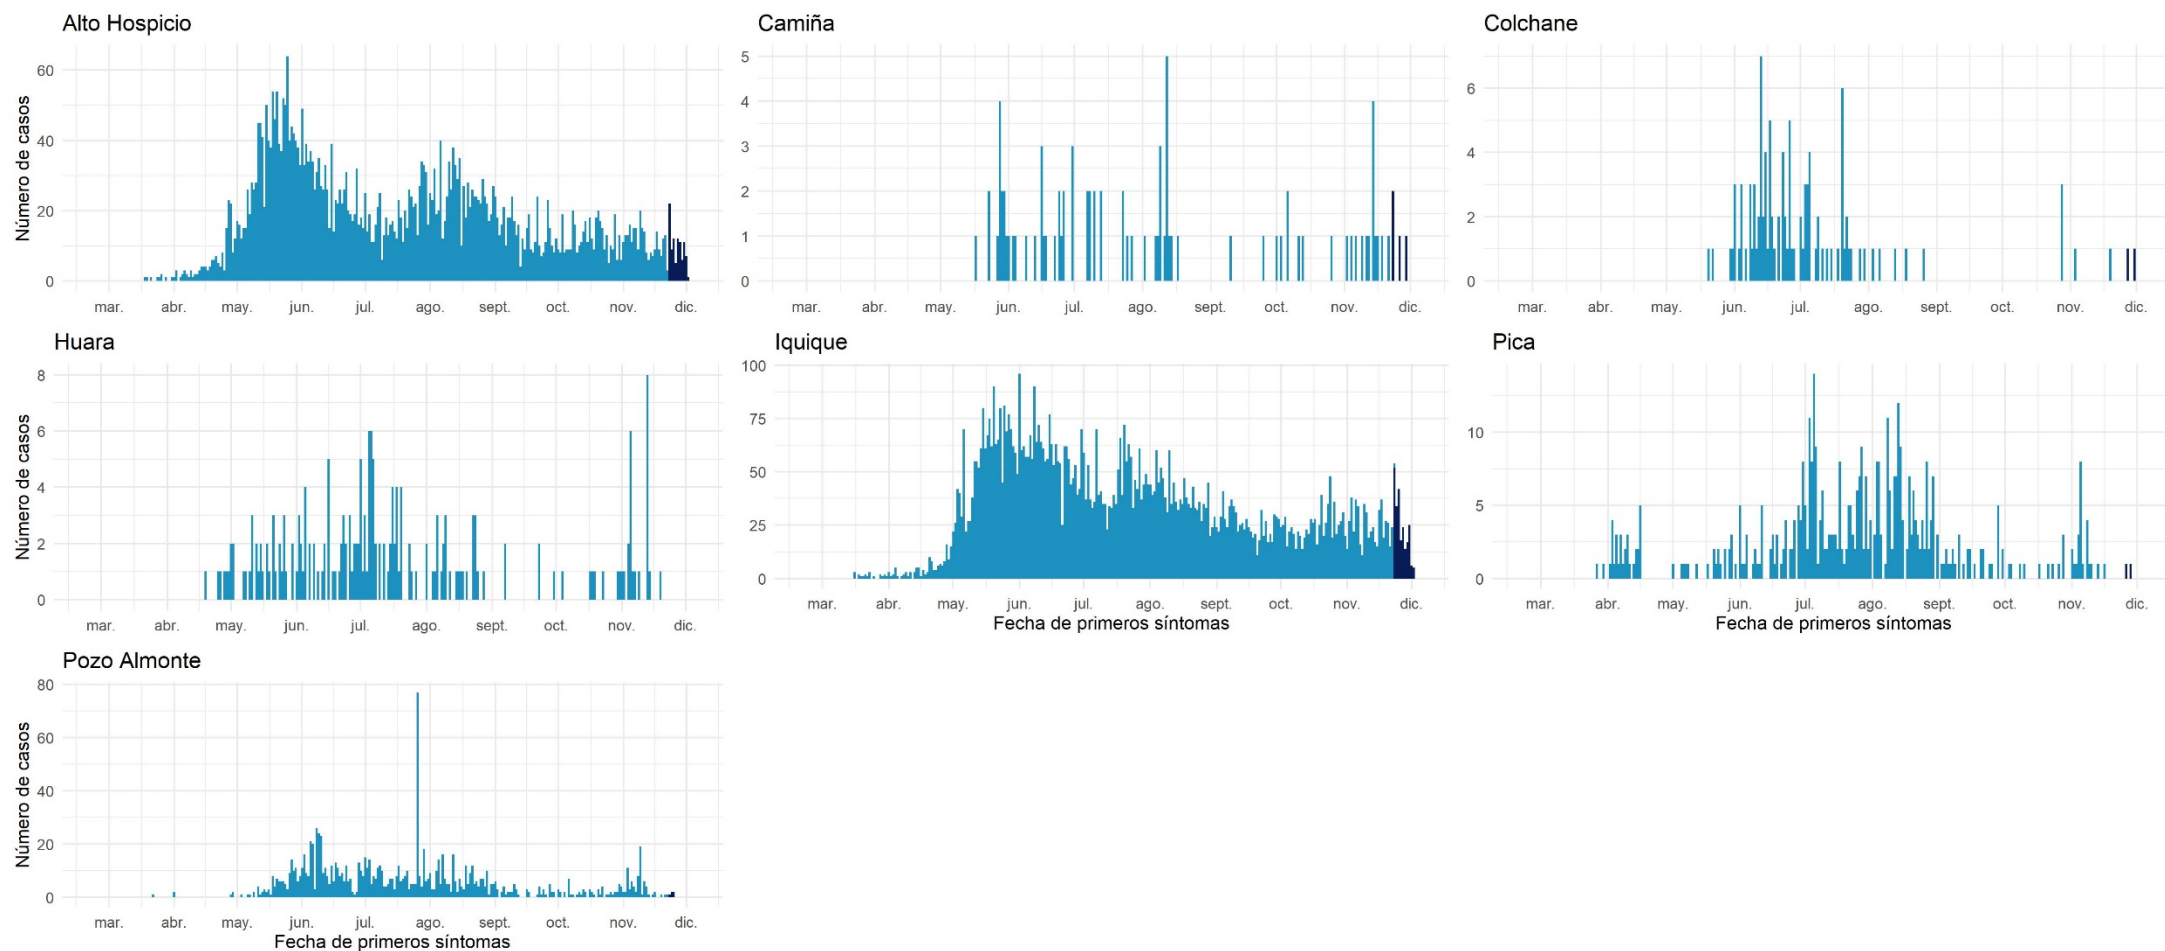 Alto Hospicio
Número de casos
60
40
20
0
mar. abr. may. jun. jul. ago. sept. oct. nov. dic.
Camiña
5
4
3
2
1
0
mar. abr. may. jun. jul. ago. sept. oct. nov. dic.
Colchane
6
4
2
0
mar. abr. may. jun. jul. ago. sept. oct. nov. dic.
Huara
Número de casos
8
6
4
2
0
mar. abr. may. jun. jul. ago. sept. oct. nov. dic.
Iquique
100
75
50
25
0
mar. abr. may. jun. jul. ago. sept. oct. nov. dic.
Fecha de primeros síntomas
Pica
10
5
0
mar. abr. may. jun. jul. ago. sept. oct. nov. dic.
Fecha de primeros síntomas
Pozo Almonte
Número de casos
80
60
40
20
0
mar. abr. may. jun. jul. ago. sept. oct. nov. dic.
Fecha de primeros síntomas